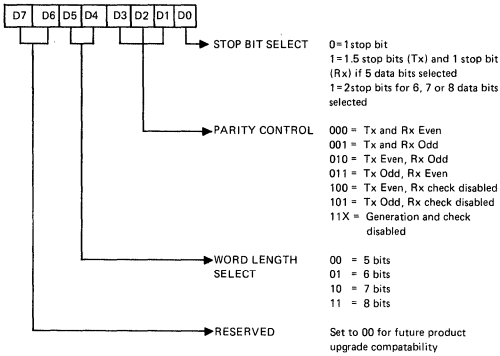 D7 D6 D5 D4 D3 D2 D1 D0
STOP BIT SELECT 0=1stop bit
1=1.5 stop bits (Tx) and 1 stop bit
(Rx) if 5 data bits selected
1=2stop bits for 6, 7 or 8 data bits
selected
PARITY CONTROL 000 = Tx and Rx Even
001 = Tx and Rx Odd
010 = Tx Even, Rx Odd
011 = Tx Odd, Rx Even
100 = Tx Even, Rx check disabled
101 = Tx Odd, Rx check disabled
11X = Generation and check
disabled
WORD LENGTH 00 = 5 bits
SELECT 01 = 6 bits
10 = 7 bits
11 = 8 bits
RESERVED Set to 00 for future product
upgrade compatability